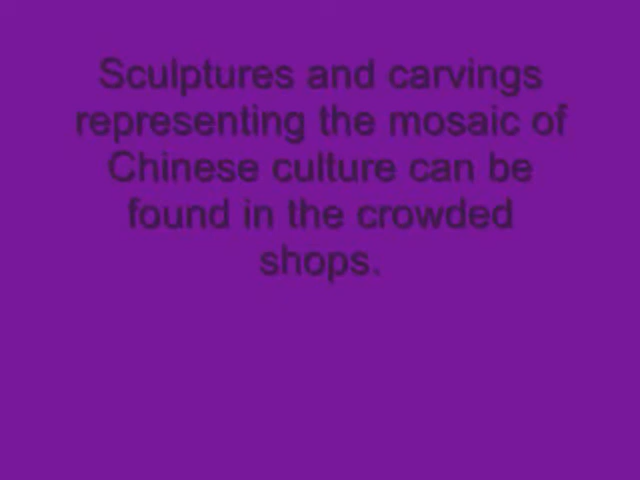 Sculptures and carvings
representing the mosaic of
Chinese culture can be
found in the crowded
shops.